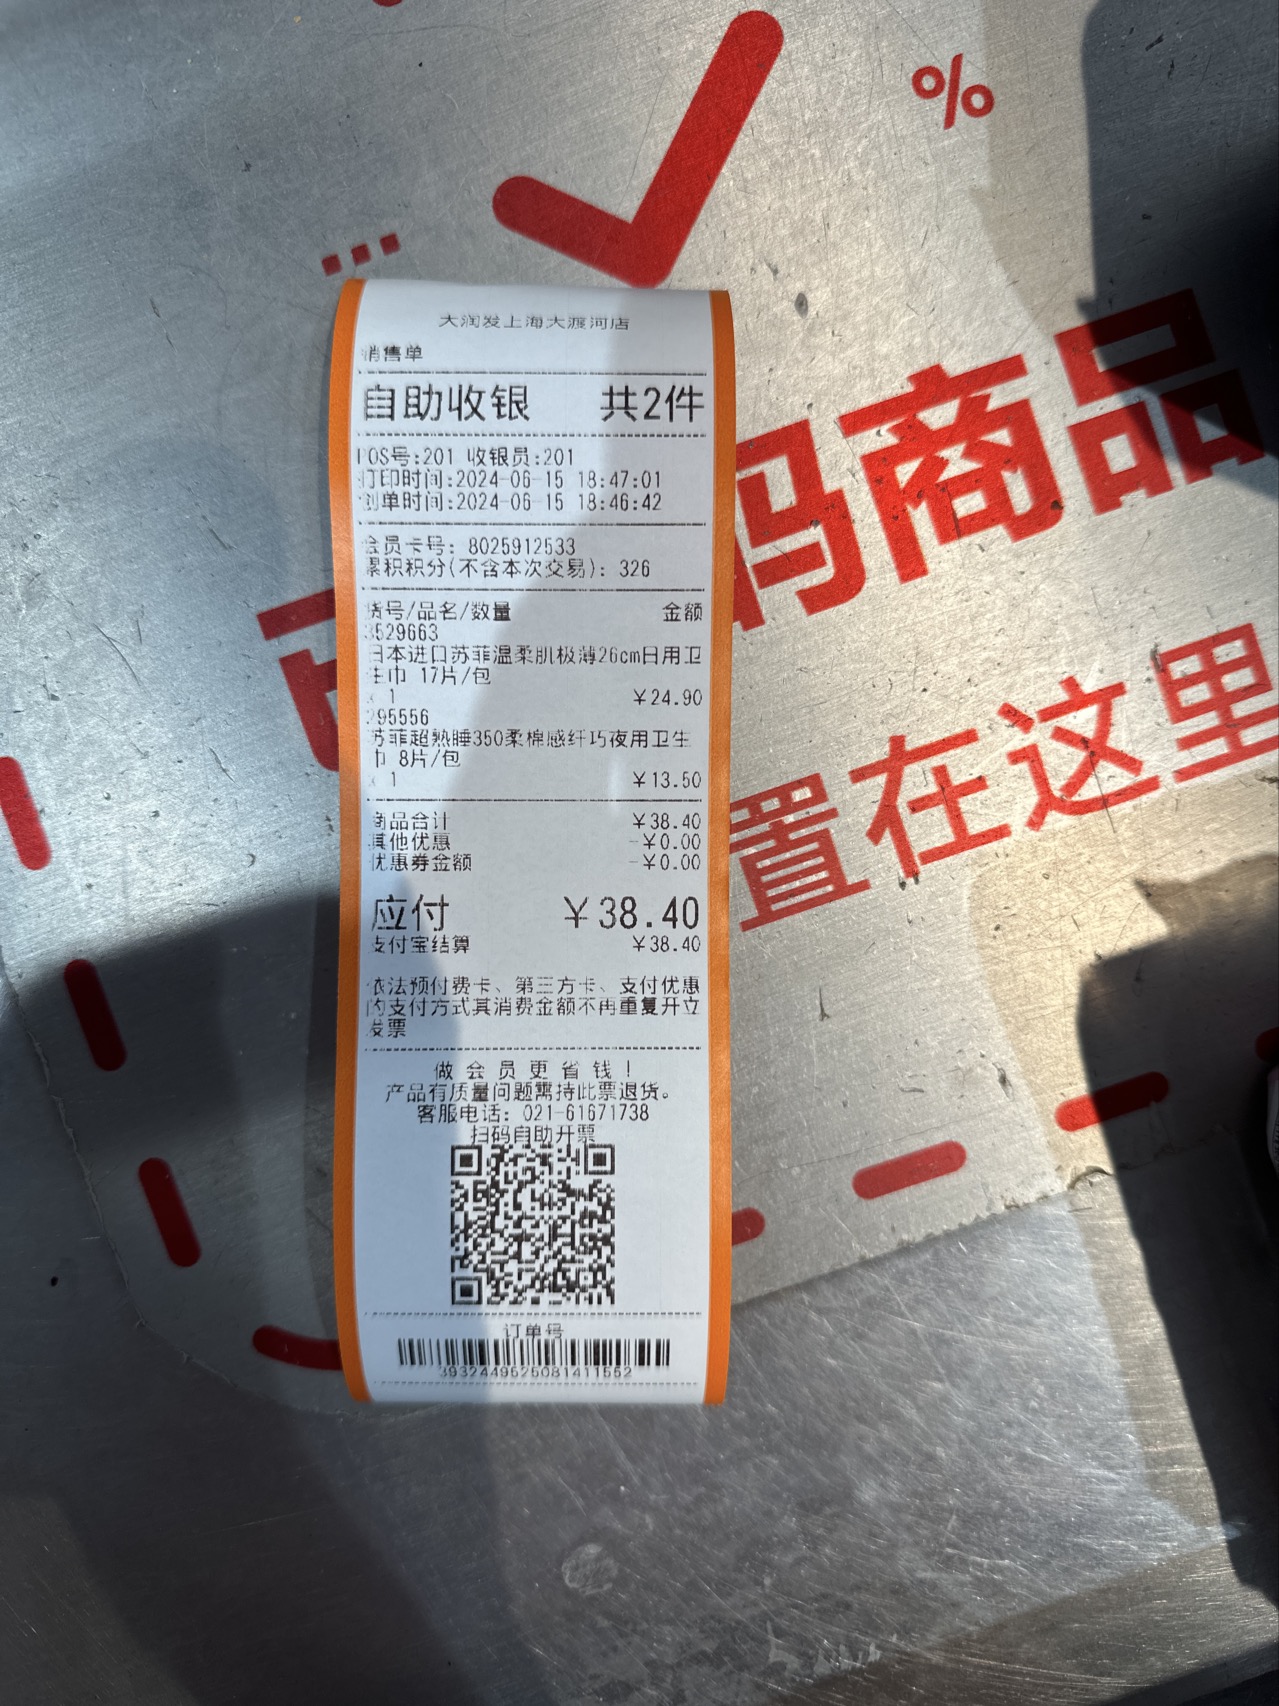 %
大润发上海大渡河店
销售单
自助收银 共2件
POS号:201 收银员:201
打印时间:2024-06-15 18:47:01
创单时间:2024-06-15 18:46:42
会员卡号: 8025912533
累积积分(不含本次交易): 326
货号/品名/数量 金额
3529663
日本进口苏菲温柔肌极薄26cm日用卫
生巾 17片/包
x 1 ￥24.90
295556
苏菲超熟睡350柔棉感纤巧夜用卫生
巾 8片/包
x 1 ￥13.50
商品合计 ￥38.40
其他优惠 -￥0.00
优惠券金额 -￥0.00
应付 ￥38.40
支付宝结算 ￥38.40
依法预付费卡、第三方卡、支付优惠
的支付方式其消费金额不再重复开立
发票
做会员更省钱!
产品有质量问题需持此票退货。
客服电话: 021-61671738
扫码自助开票
订单号
3932449525081411552
码商品
置在这里